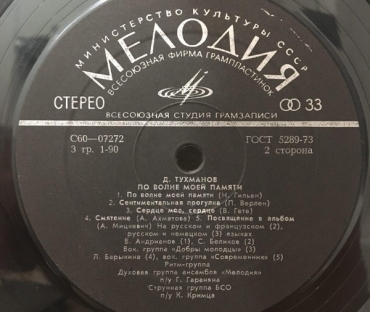 МИНИСТЕРСТВО КУЛЬТУРЫ СССР
МЕЛОДИЯ
ВСЕСОЮЗНАЯ ФИРМА ГРАМПЛАСТИНОК
СТЕРЕО
33
ВСЕСОЮЗНАЯ СТУДИЯ ГРАМЗАПИСИ
С60—07272
ГОСТ 5289-73
3 гр. 1-90
2 сторона
Д. ТУХМАНОВ
ПО ВОЛНЕ МОЕЙ ПАМЯТИ
1. По волне моей памяти (Н. Гильен)
2. Сентиментальная прогулка (П. Верлен)
3. Сердце мое, сердце (В. Гете)
4. Смятение (А. Ахматова) 5. Посвящение в альбом
(А. Мицкевич) На русском и французском (2),
русском и немецком (3) языках
В. Андрианов (1), С. Беликов (2)
Вок. группа «Добры молодцы» (3)
Л. Барыкина (4), вок. группа «Современник» (5)
Ритм-группа
Духовая группа ансамбля «Мелодия»
п/у Г. Гараняна
Струнная группа БСО
п/у К. Кримца